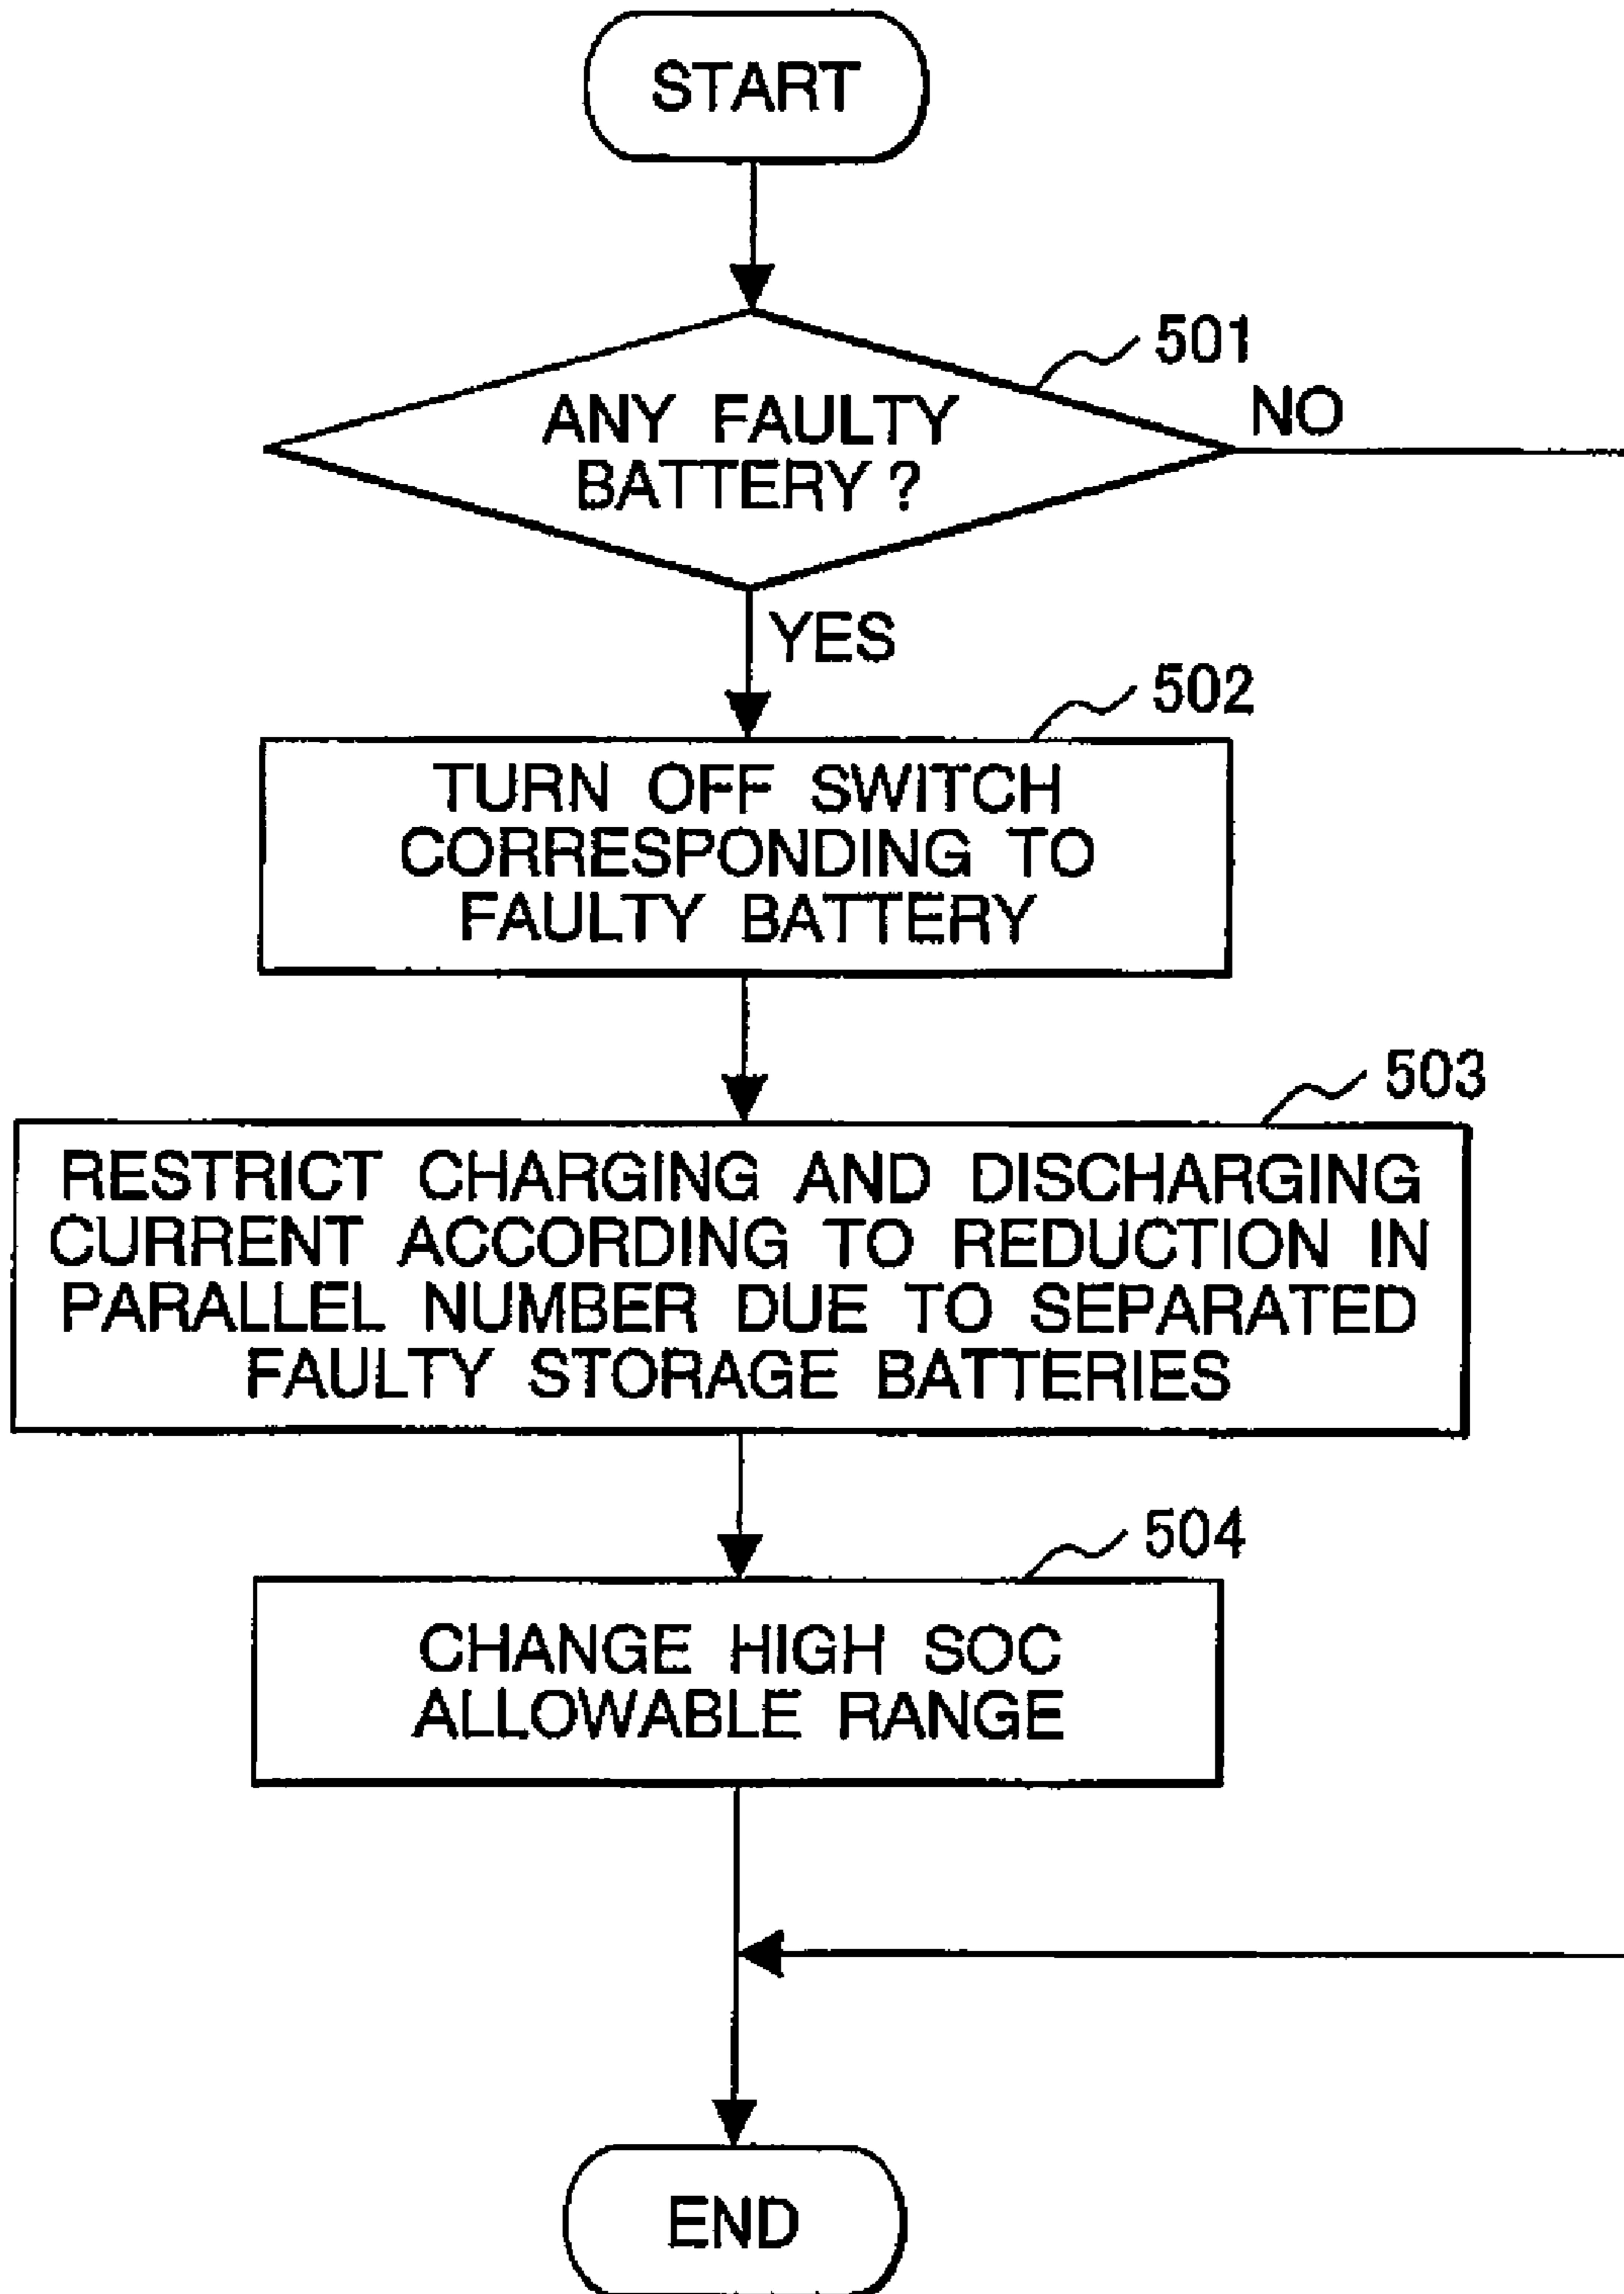 START
501
ANY FAULTY
BATTERY ?
NO
YES
502
TURN OFF SWITCH
CORRESPONDING TO
FAULTY BATTERY
503
RESTRICT CHARGING AND DISCHARGING
CURRENT ACCORDING TO REDUCTION IN
PARALLEL NUMBER DUE TO SEPARATED
FAULTY STORAGE BATTERIES
504
CHANGE HIGH SOC
ALLOWABLE RANGE
END